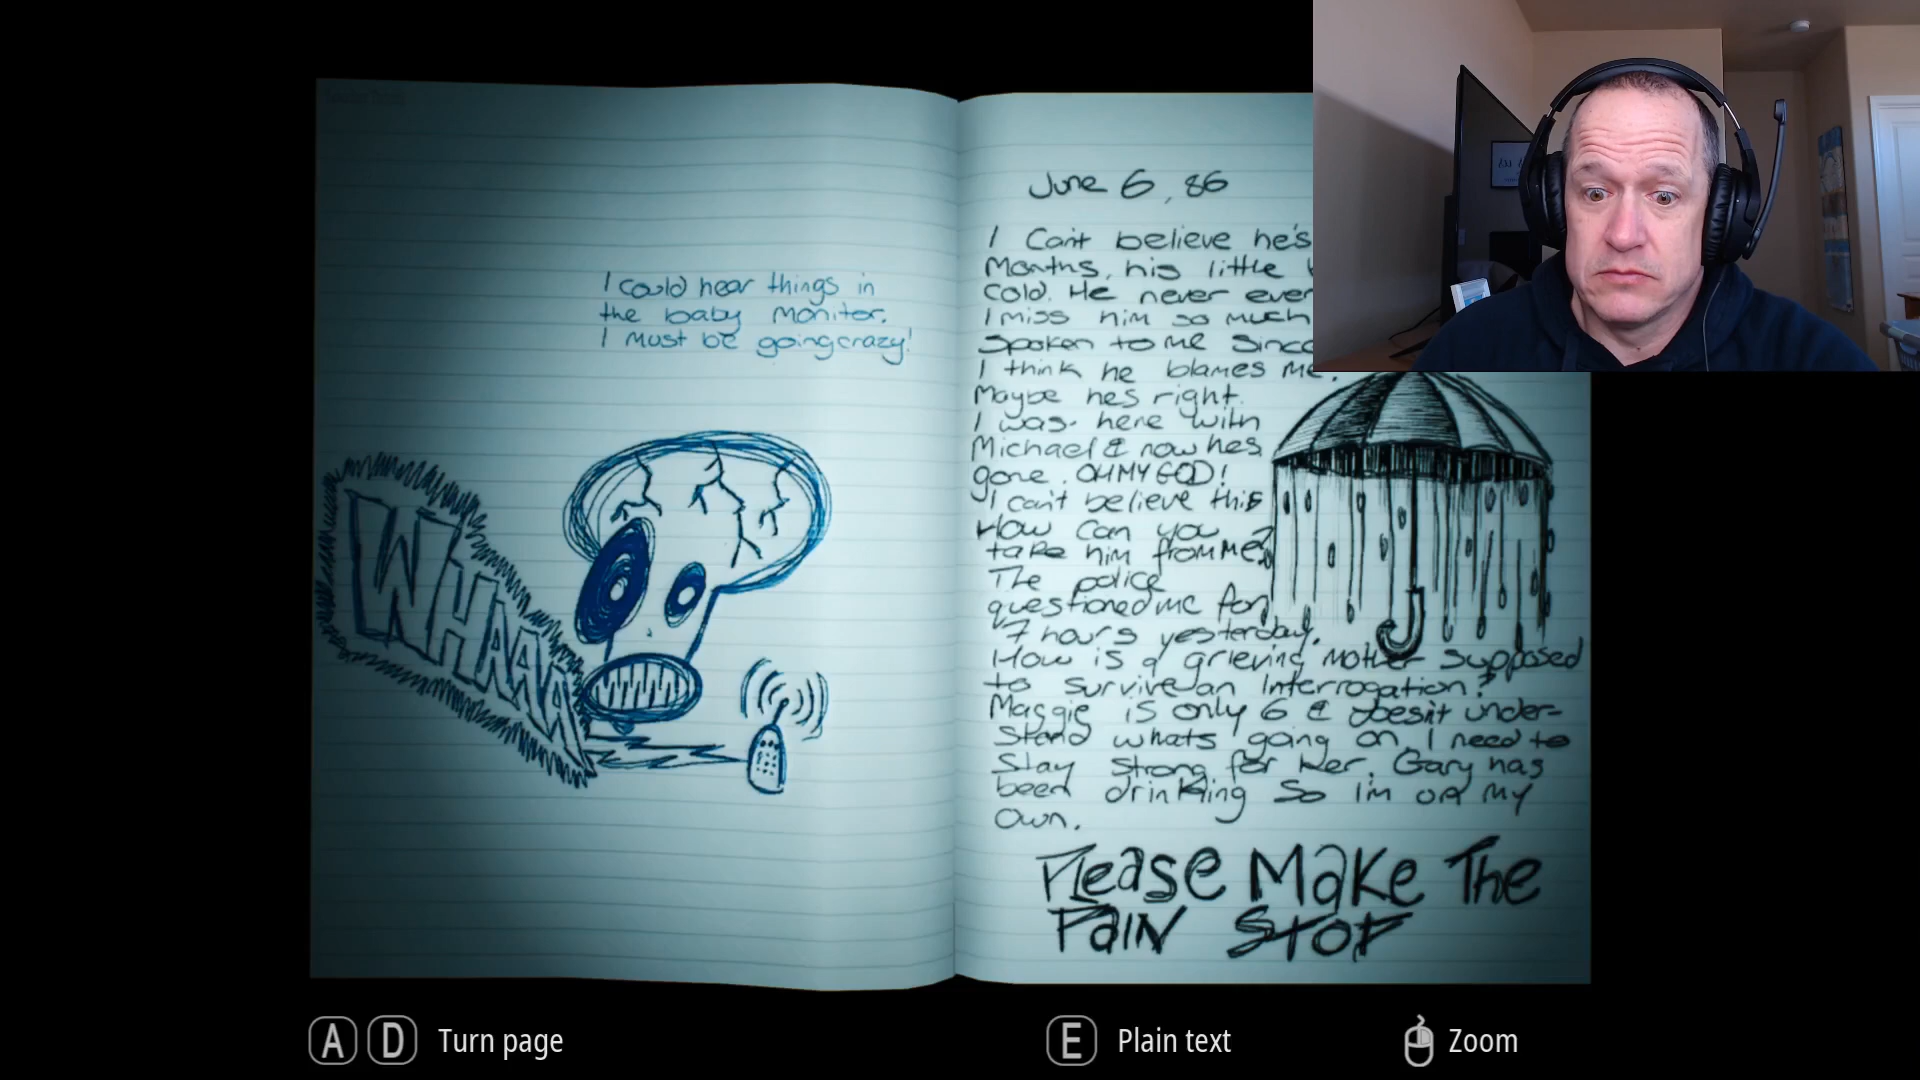 I could hear things in
the baby monitor.
I must be going crazy!
WHAAA
June 6, 86
I Can't believe he's
Months, his little
Cold. He never ever
I miss him so much
Spoken to me since
I think he blames me.
Maybe hes right.
I was here with
Michael & now hes
gone. OH MY GOD!
I can't believe this
How can you
take him from me?
The police
questioned me for
7 hours yesterday.
How is a grieving mother supposed
to survive an interrogation?
Maggie is only 6 & doesn't under-
stand whats going on. I need to
Stay strong for her. Gary has
been drinking so I'm on my
own.
Please Make The
Pain Stop
A D Turn page
E Plain text
Zoom